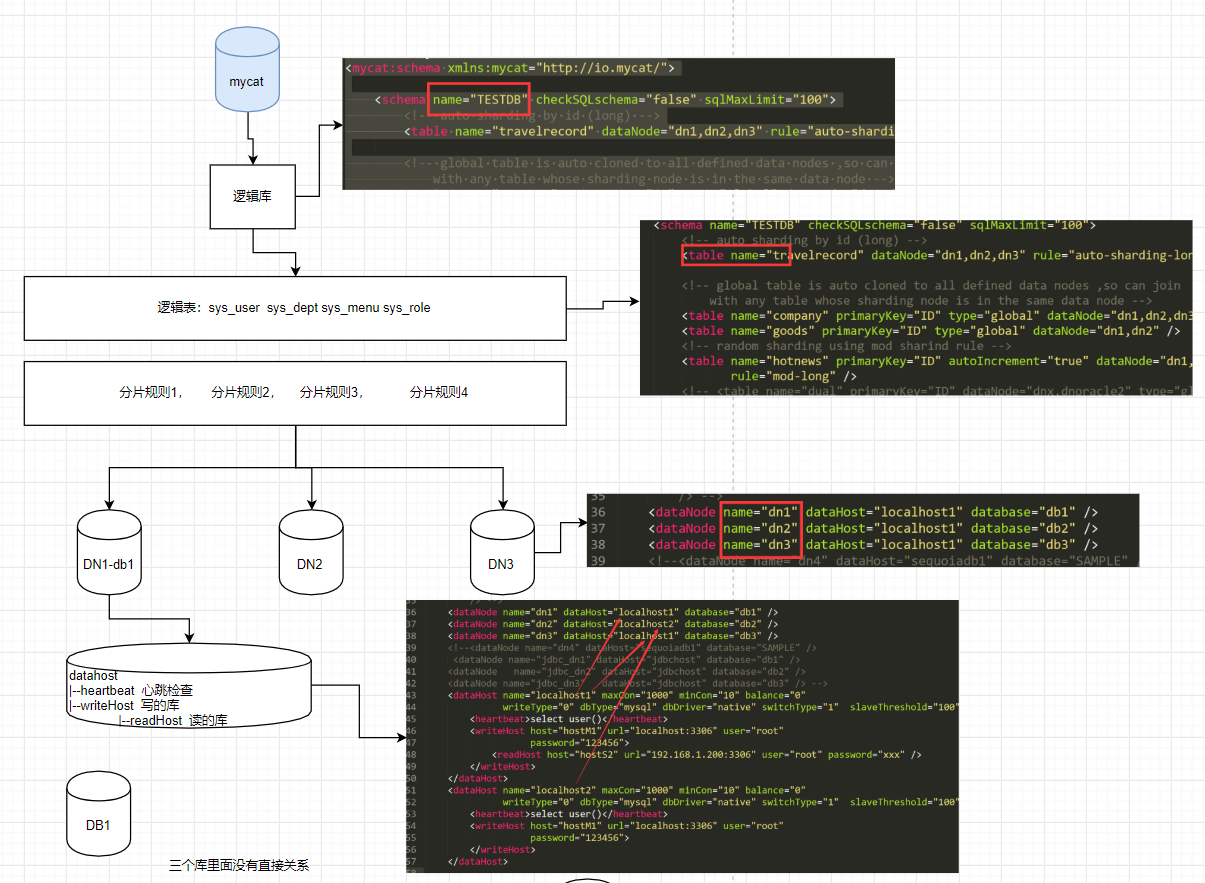 mycat
<mycat:schema xmlns:mycat="http://io.mycat/">
<schema name="TESTDB" checkSQLschema="false" sqlMaxLimit="100">
<!-- auto sharding by id (long) -->
<table name="travelrecord" dataNode="dn1,dn2,dn3" rule="auto-shardi
<!-- global table is auto cloned to all defined data nodes ,so can
with any table whose sharding node is in the same data node -->
逻辑库
<schema name="TESTDB" checkSQLschema="false" sqlMaxLimit="100">
<!-- auto sharding by id (long) -->
<table name="travelrecord" dataNode="dn1,dn2,dn3" rule="auto-sharding-lon
<!-- global table is auto cloned to all defined data nodes ,so can join
with any table whose sharding node is in the same data node -->
<table name="company" primaryKey="ID" type="global" dataNode="dn1,dn2,dn3
<table name="goods" primaryKey="ID" type="global" dataNode="dn1,dn2" />
<!-- random sharding using mod sharind rule -->
<table name="hotnews" primaryKey="ID" autoIncrement="true" dataNode="dn1,
rule="mod-long" />
<!-- <table name="dual" primaryKey="ID" dataNode="dnx,dnoracle2" type="gl
逻辑表：sys_user sys_dept sys_menu sys_role
分片规则1， 分片规则2， 分片规则3， 分片规则4
DN1-db1
DN2
DN3
35 /> -->
36 <dataNode name="dn1" dataHost="localhost1" database="db1" />
37 <dataNode name="dn2" dataHost="localhost1" database="db2" />
38 <dataNode name="dn3" dataHost="localhost1" database="db3" />
39 <!--<dataNode name="dn4" dataHost="sequoiadb1" database="SAMPLE"
datahost
|--heartbeat 心跳检查
|--writeHost 写的库
|--readHost 读的库
35
36 <dataNode name="dn1" dataHost="localhost1" database="db1" />
37 <dataNode name="dn2" dataHost="localhost2" database="db2" />
38 <dataNode name="dn3" dataHost="localhost1" database="db3" />
39 <!--<dataNode name="dn4" dataHost="sequoiadb1" database="SAMPLE" />
40 <dataNode name="jdbc_dn1" dataHost="jdbchost" database="db1" />
41 <dataNode name="jdbc_dn2" dataHost="jdbchost" database="db2" />
42 <dataNode name="jdbc_dn3" dataHost="jdbchost" database="db3" /> -->
43 <dataHost name="localhost1" maxCon="1000" minCon="10" balance="0"
44 writeType="0" dbType="mysql" dbDriver="native" switchType="1" slaveThreshold="100"
45 <heartbeat>select user()</heartbeat>
46 <writeHost host="hostM1" url="localhost:3306" user="root"
47 password="123456">
48 <readHost host="hostS2" url="192.168.1.200:3306" user="root" password="xxx" />
49 </writeHost>
50 </dataHost>
51 <dataHost name="localhost2" maxCon="1000" minCon="10" balance="0"
52 writeType="0" dbType="mysql" dbDriver="native" switchType="1" slaveThreshold="100"
53 <heartbeat>select user()</heartbeat>
54 <writeHost host="hostM1" url="localhost:3306" user="root"
55 password="123456">
56 </writeHost>
57 </dataHost>
DB1
三个库里面没有直接关系